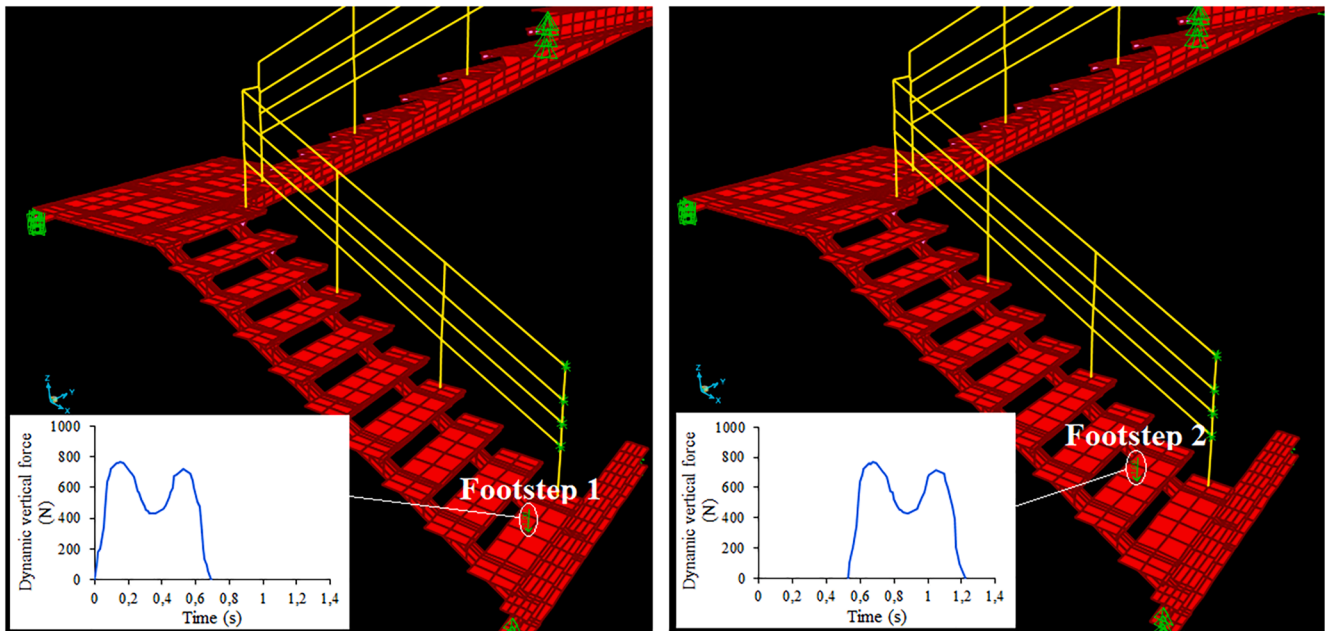 Footstep 1
Z
Y
X
Dynamic vertical force
(N)
1000
800
600
400
200
0
0 0,2 0,4 0,6 0,8 1 1,2 1,4
Time (s)
Footstep 2
Z
Y
X
Dynamic vertical force
(N)
1000
800
600
400
200
0
0 0,2 0,4 0,6 0,8 1 1,2 1,4
Time (s)